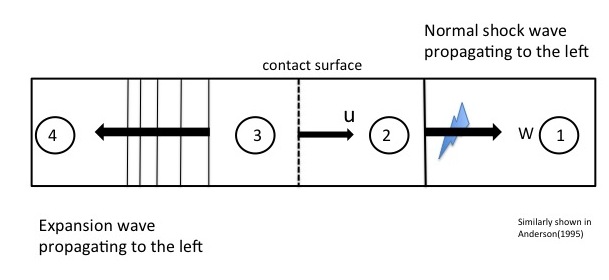 Normal shock wave
propagating to the left
contact surface
4
3
u
2
w
1
Expansion wave
propagating to the left
Similarly shown in
Anderson(1995)